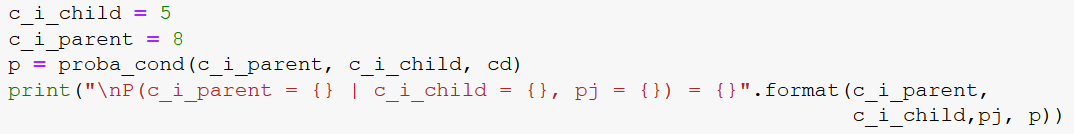 c_i_child = 5
c_i_parent = 8
p = proba_cond(c_i_parent, c_i_child, cd)
print("\nP(c_i_parent = {} | c_i_child = {}, pj = {}) = {}".format(c_i_parent,
c_i_child,pj, p))